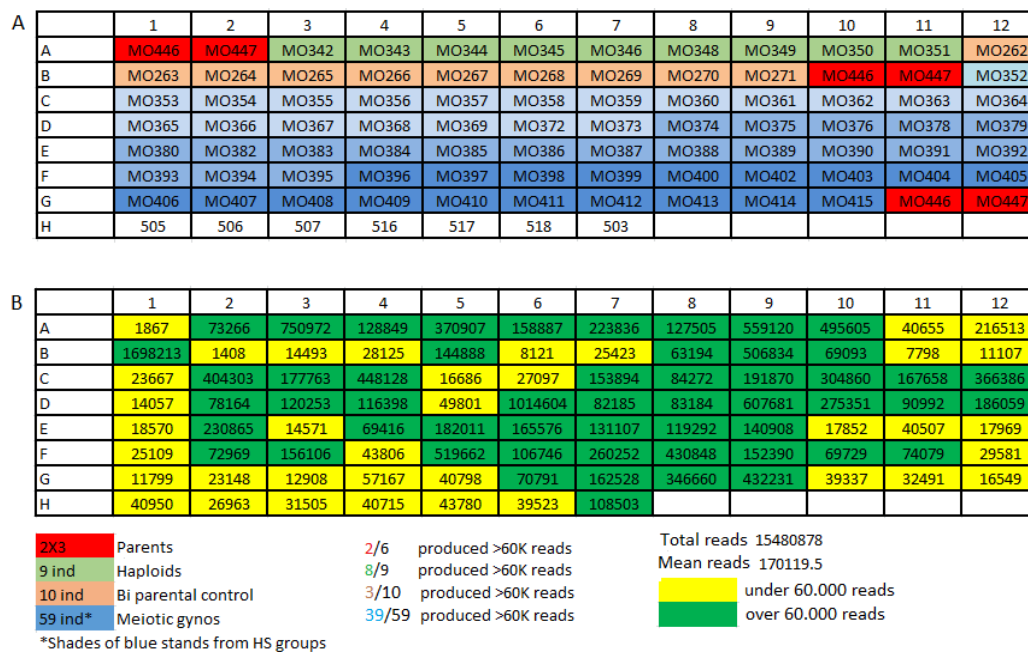 A
1 2 3 4 5 6 7 8 9 10 11 12
A MO446 MO447 MO342 MO343 MO344 MO345 MO346 MO348 MO349 MO350 MO351 MO262
B MO263 MO264 MO265 MO266 MO267 MO268 MO269 MO270 MO271 MO446 MO447 MO352
C MO353 MO354 MO355 MO356 MO357 MO358 MO359 MO360 MO361 MO362 MO363 MO364
D MO365 MO366 MO367 MO368 MO369 MO372 MO373 MO374 MO375 MO376 MO378 MO379
E MO380 MO382 MO383 MO384 MO385 MO386 MO387 MO388 MO389 MO390 MO391 MO392
F MO393 MO394 MO395 MO396 MO397 MO398 MO399 MO400 MO402 MO403 MO404 MO405
G MO406 MO407 MO408 MO409 MO410 MO411 MO412 MO413 MO414 MO415 MO446 MO447
H 505 506 507 516 517 518 503
B
1 2 3 4 5 6 7 8 9 10 11 12
A 1867 73266 750972 128849 370907 158887 223836 127505 559120 495605 40655 216513
B 1698213 1408 14493 28125 144888 8121 25423 63194 506834 69093 7798 11107
C 23667 404303 177763 448128 16686 27097 153894 84272 191870 304860 167658 366386
D 14057 78164 120253 116398 49801 1014604 82185 83184 607681 275351 90992 186059
E 18570 230865 14571 69416 182011 165576 131107 119292 140908 17852 40507 17969
F 25109 72969 156106 43806 519662 106746 260252 430848 152390 69729 74079 29581
G 11799 23148 12908 57167 40798 70791 162528 346660 432231 39337 32491 16549
H 40950 26963 31505 40715 43780 39523 108503
2X3 Parents 2/6 produced >60K reads Total reads 15480878
9 ind Haploids 8/9 produced >60K reads Mean reads 170119.5
10 ind Bi parental control 3/10 produced >60K reads under 60.000 reads
59 ind* Meiotic gynos 39/59 produced >60K reads over 60.000 reads
*Shades of blue stands from HS groups